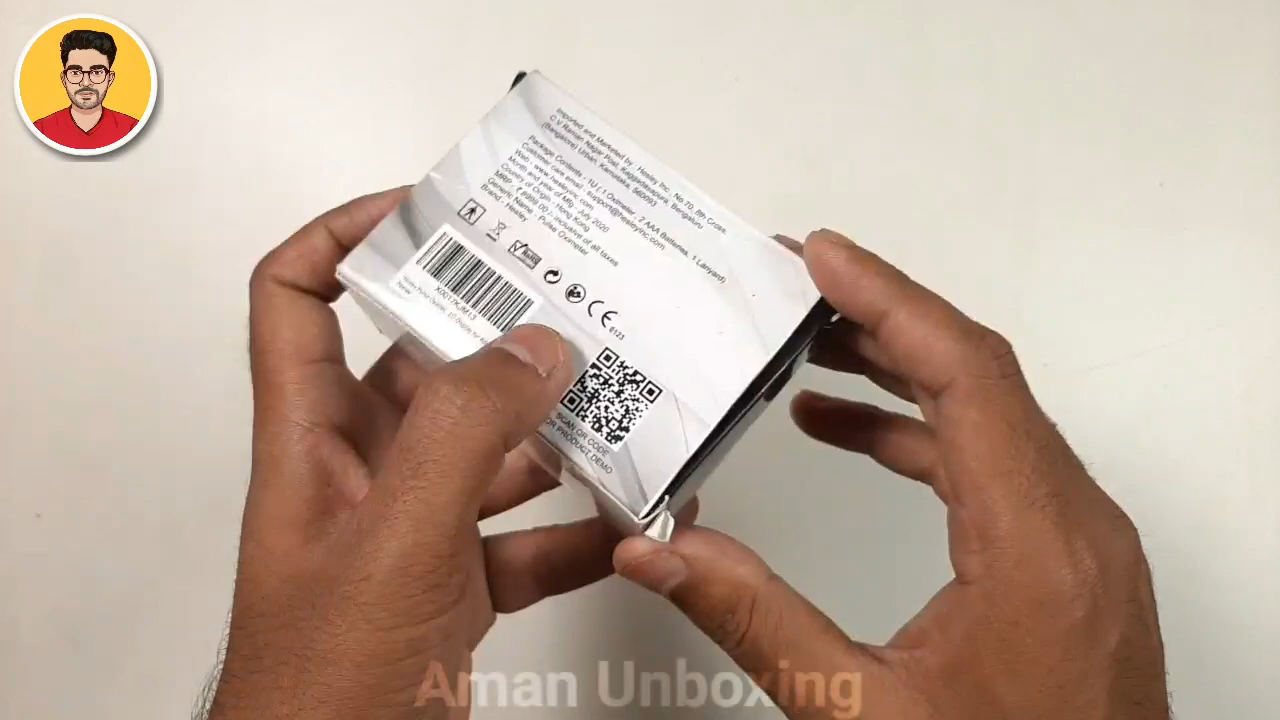 Imported and Marketed by : Hesley Inc., No 70, 8th Cross,
C V Raman Nagar Post, Kaggadasapura, Bengaluru
(Bangalore) Urban, Karnataka, 560093
Package Contents - 1U ( 1 Oximeter, 2 AAA Batteries, 1 Lanyard)
Customer care email : support@hesleyinc.com
Web : www.hesleyinc.com
Month and year of Mfg - July 2020
Country of Origin - Hong Kong
MRP - ₹ 8999.00 /- Inclusive of all taxes
Generic Name - Pulse Oximeter
Brand - Hesley
RoHS
CE
0123
SCAN QR CODE
FOR PRODUCT DEMO
Aman Unboxing